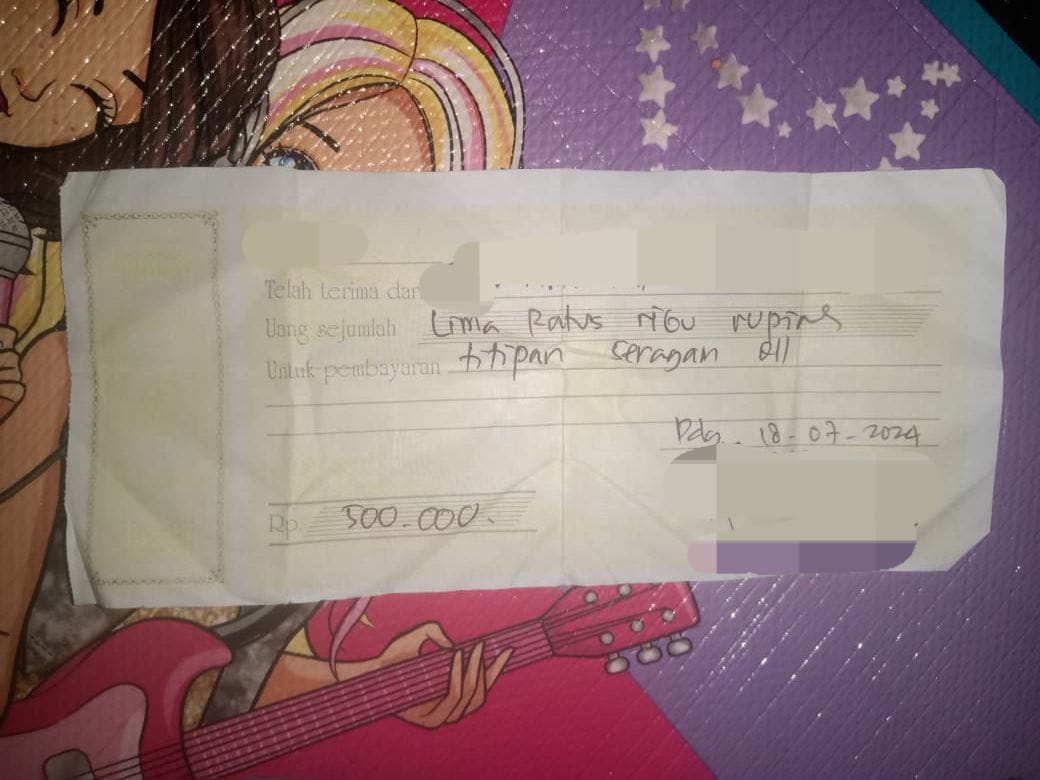 Telah terima dari
Uang sejumlah Lima Ratus ribu rupiah
Untuk pembayaran titipan seragam dll
Pdg - 18-07-2024
Rp. 500.000.